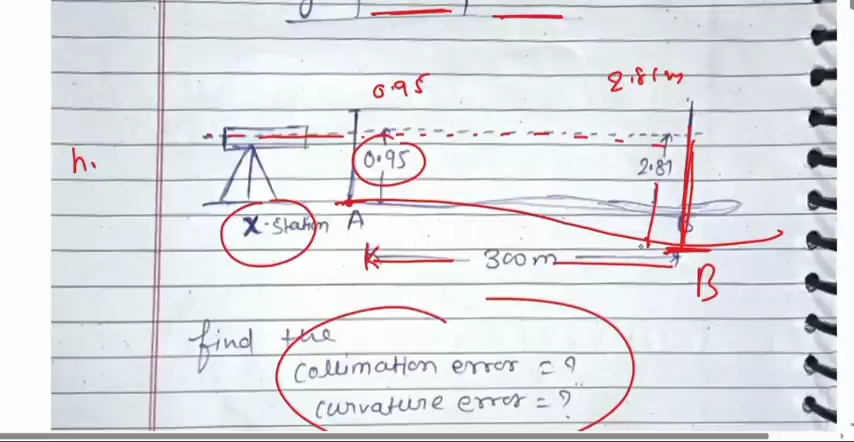 0.95 2.81m
h.
0.95 2.81
X-station A
300m
B
find the
collimation error = ?
curvature error = ?